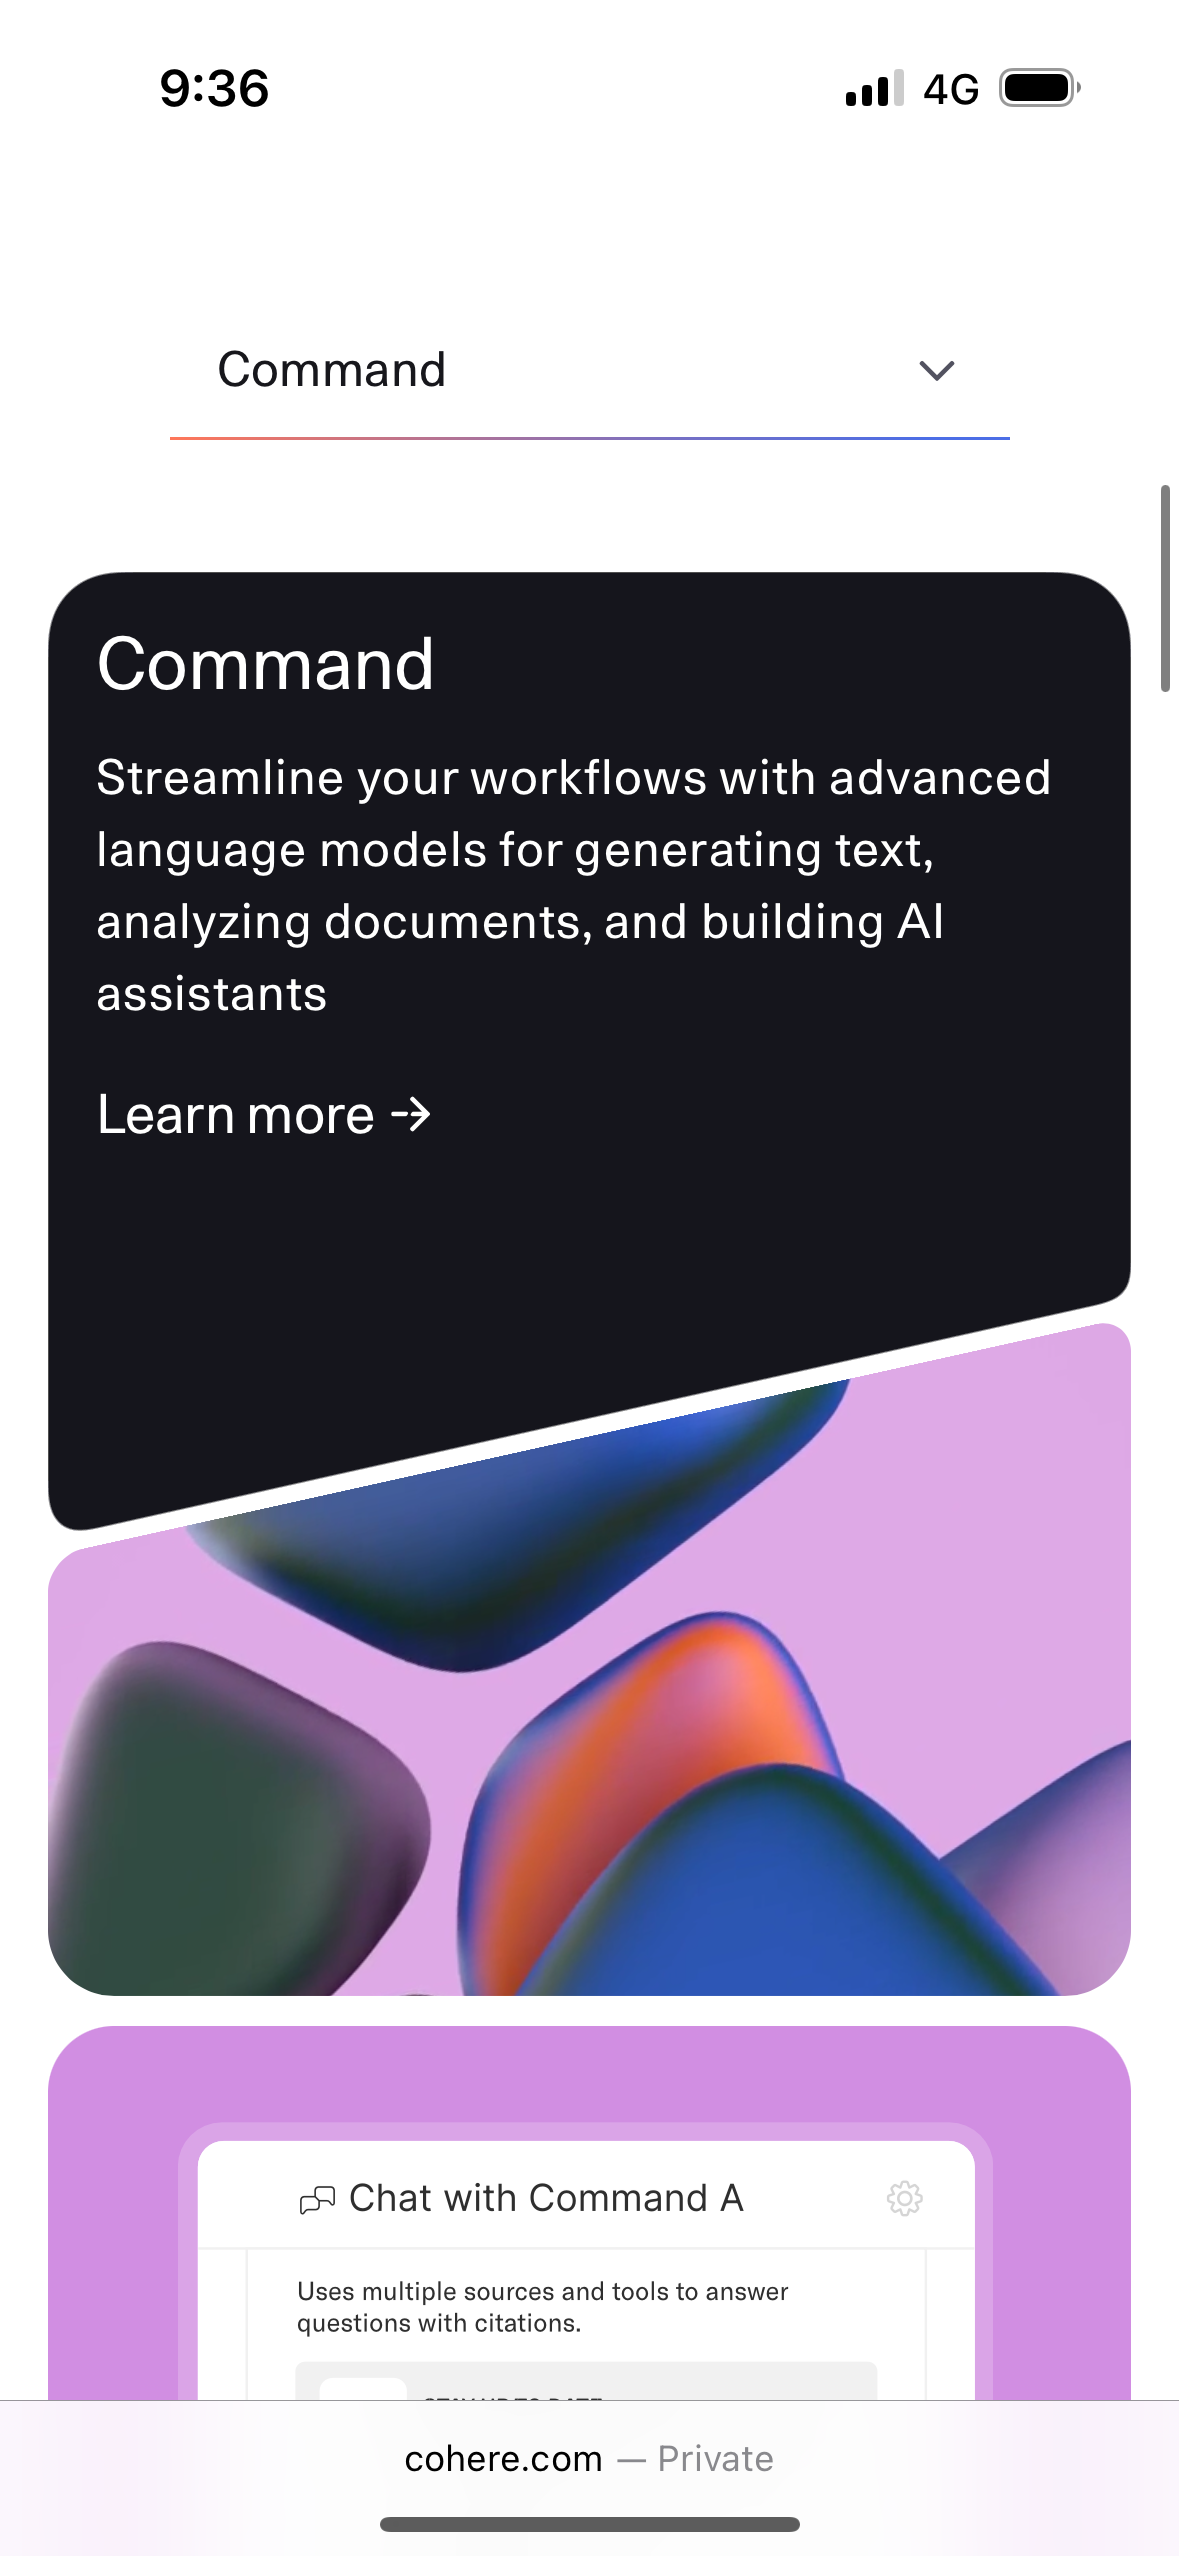 9:36
4G
Command
Command
Streamline your workflows with advanced
language models for generating text,
analyzing documents, and building AI
assistants
Learn more →
Chat with Command A
Uses multiple sources and tools to answer
questions with citations.
cohere.com — Private